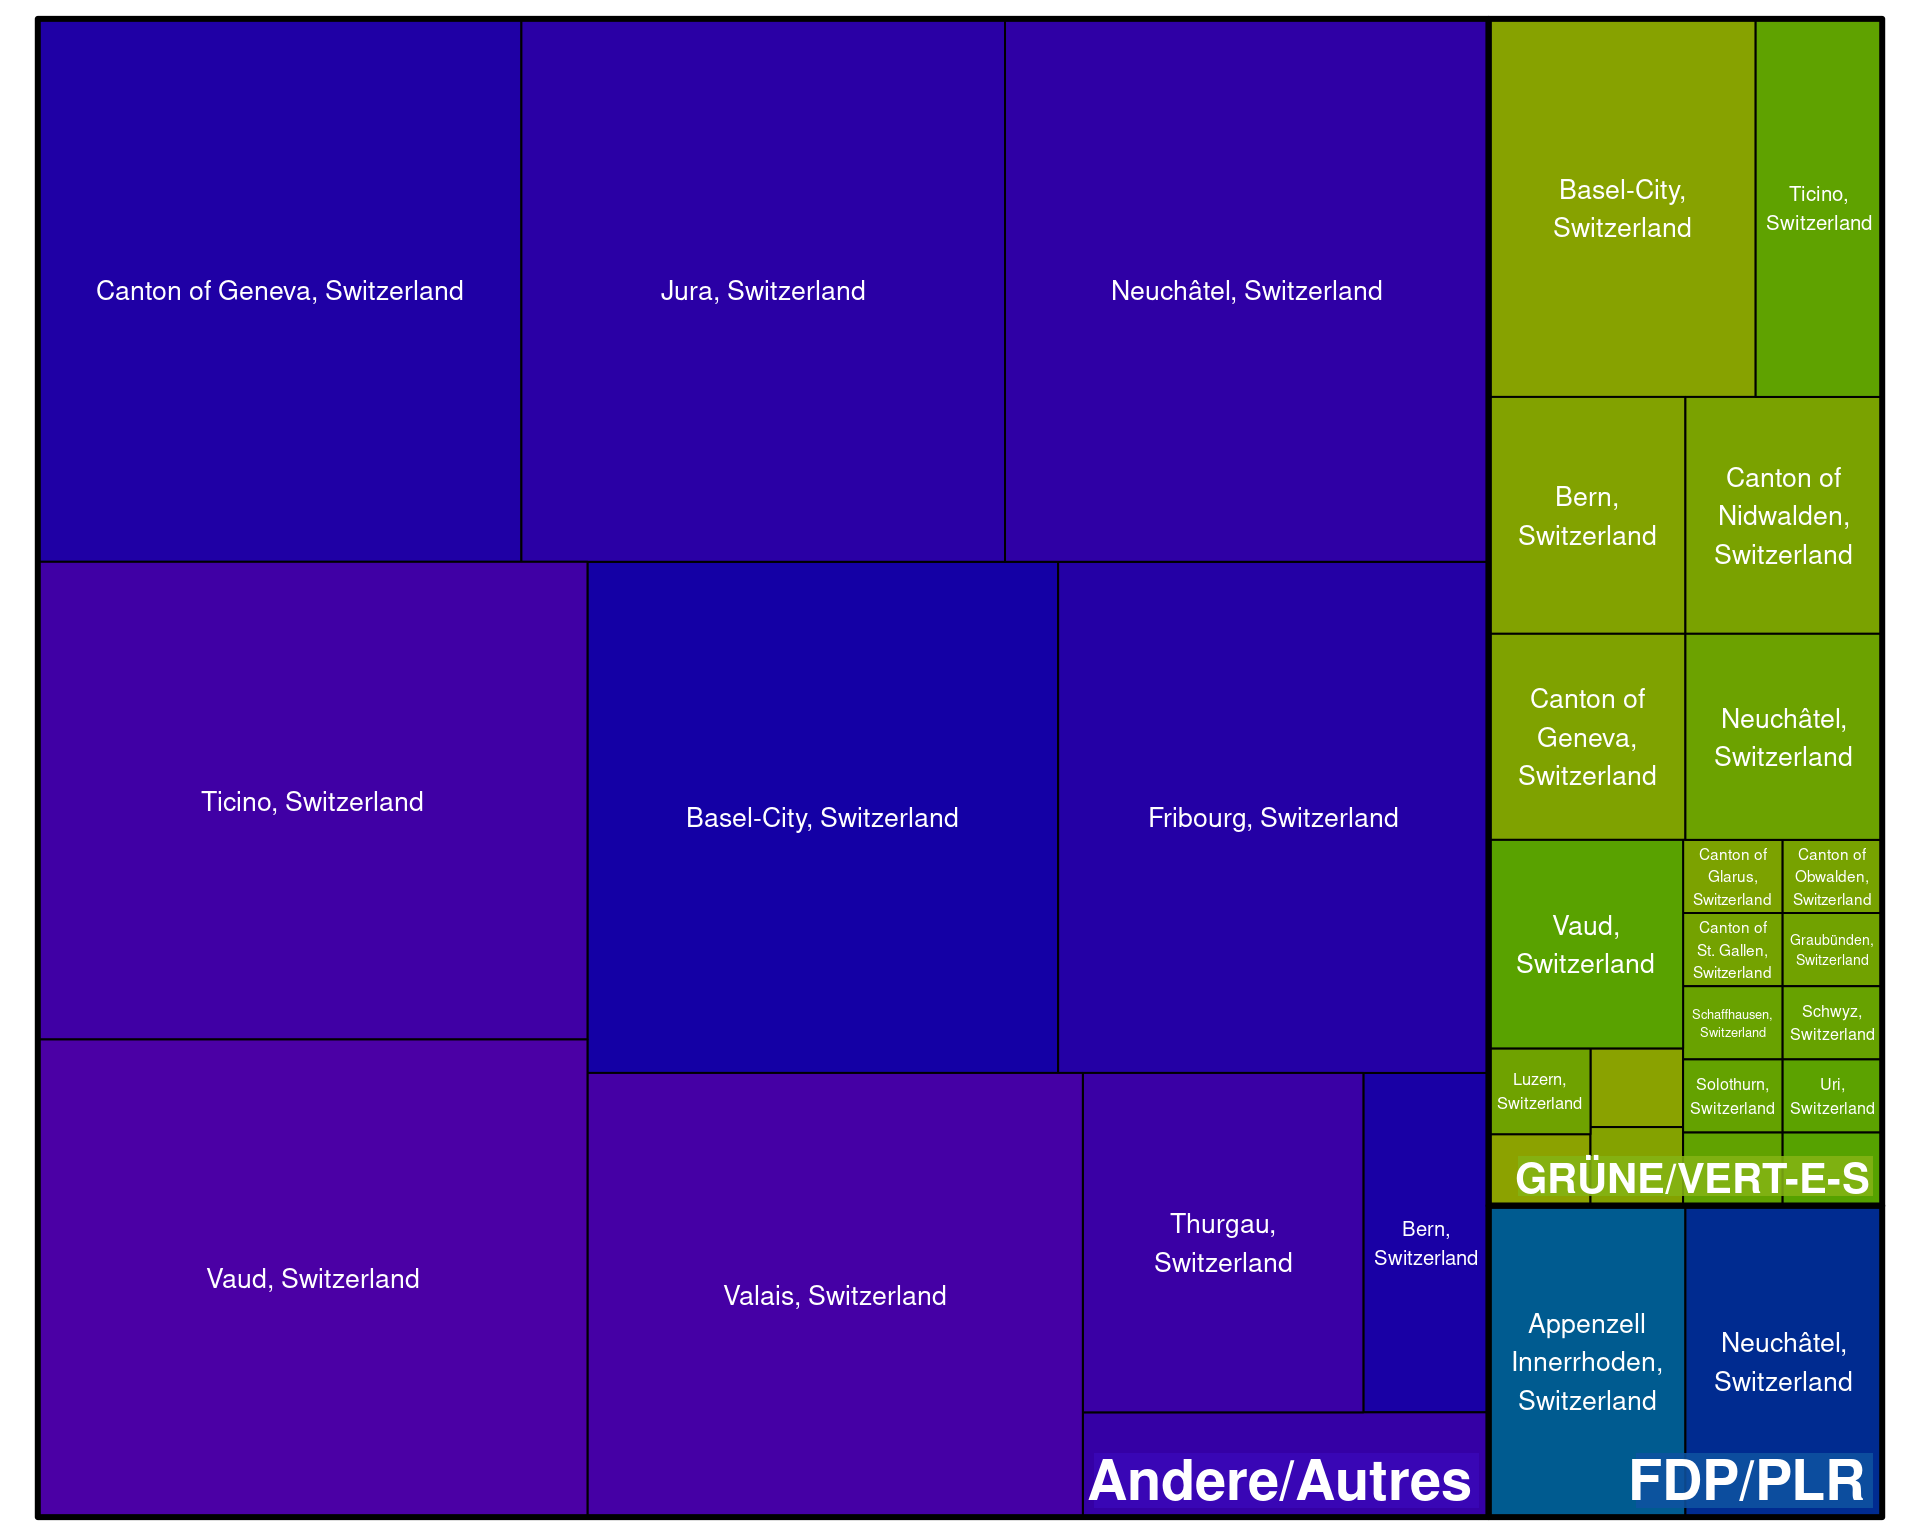 Canton of Geneva, Switzerland
Jura, Switzerland
Neuchâtel, Switzerland
Ticino, Switzerland
Basel-City, Switzerland
Fribourg, Switzerland
Vaud, Switzerland
Valais, Switzerland
Thurgau,
Switzerland
Bern,
Switzerland
Andere/Autres
Basel-City,
Switzerland
Ticino,
Switzerland
Bern,
Switzerland
Canton of
Nidwalden,
Switzerland
Canton of
Geneva,
Switzerland
Neuchâtel,
Switzerland
Vaud,
Switzerland
Canton of
Glarus,
Switzerland
Canton of
Obwalden,
Switzerland
Canton of
St. Gallen,
Switzerland
Graubünden,
Switzerland
Schaffhausen,
Switzerland
Schwyz,
Switzerland
Luzern,
Switzerland
Solothurn,
Switzerland
Uri,
Switzerland
GRÜNE/VERT-E-S
Appenzell
Innerrhoden,
Switzerland
Neuchâtel,
Switzerland
FDP/PLR